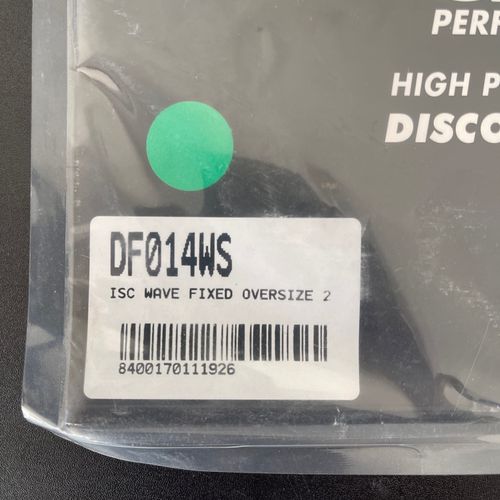 PERF
HIGH P
DISCO
DF014WS
ISC WAVE FIXED OVERSIZE 2
8400170111926